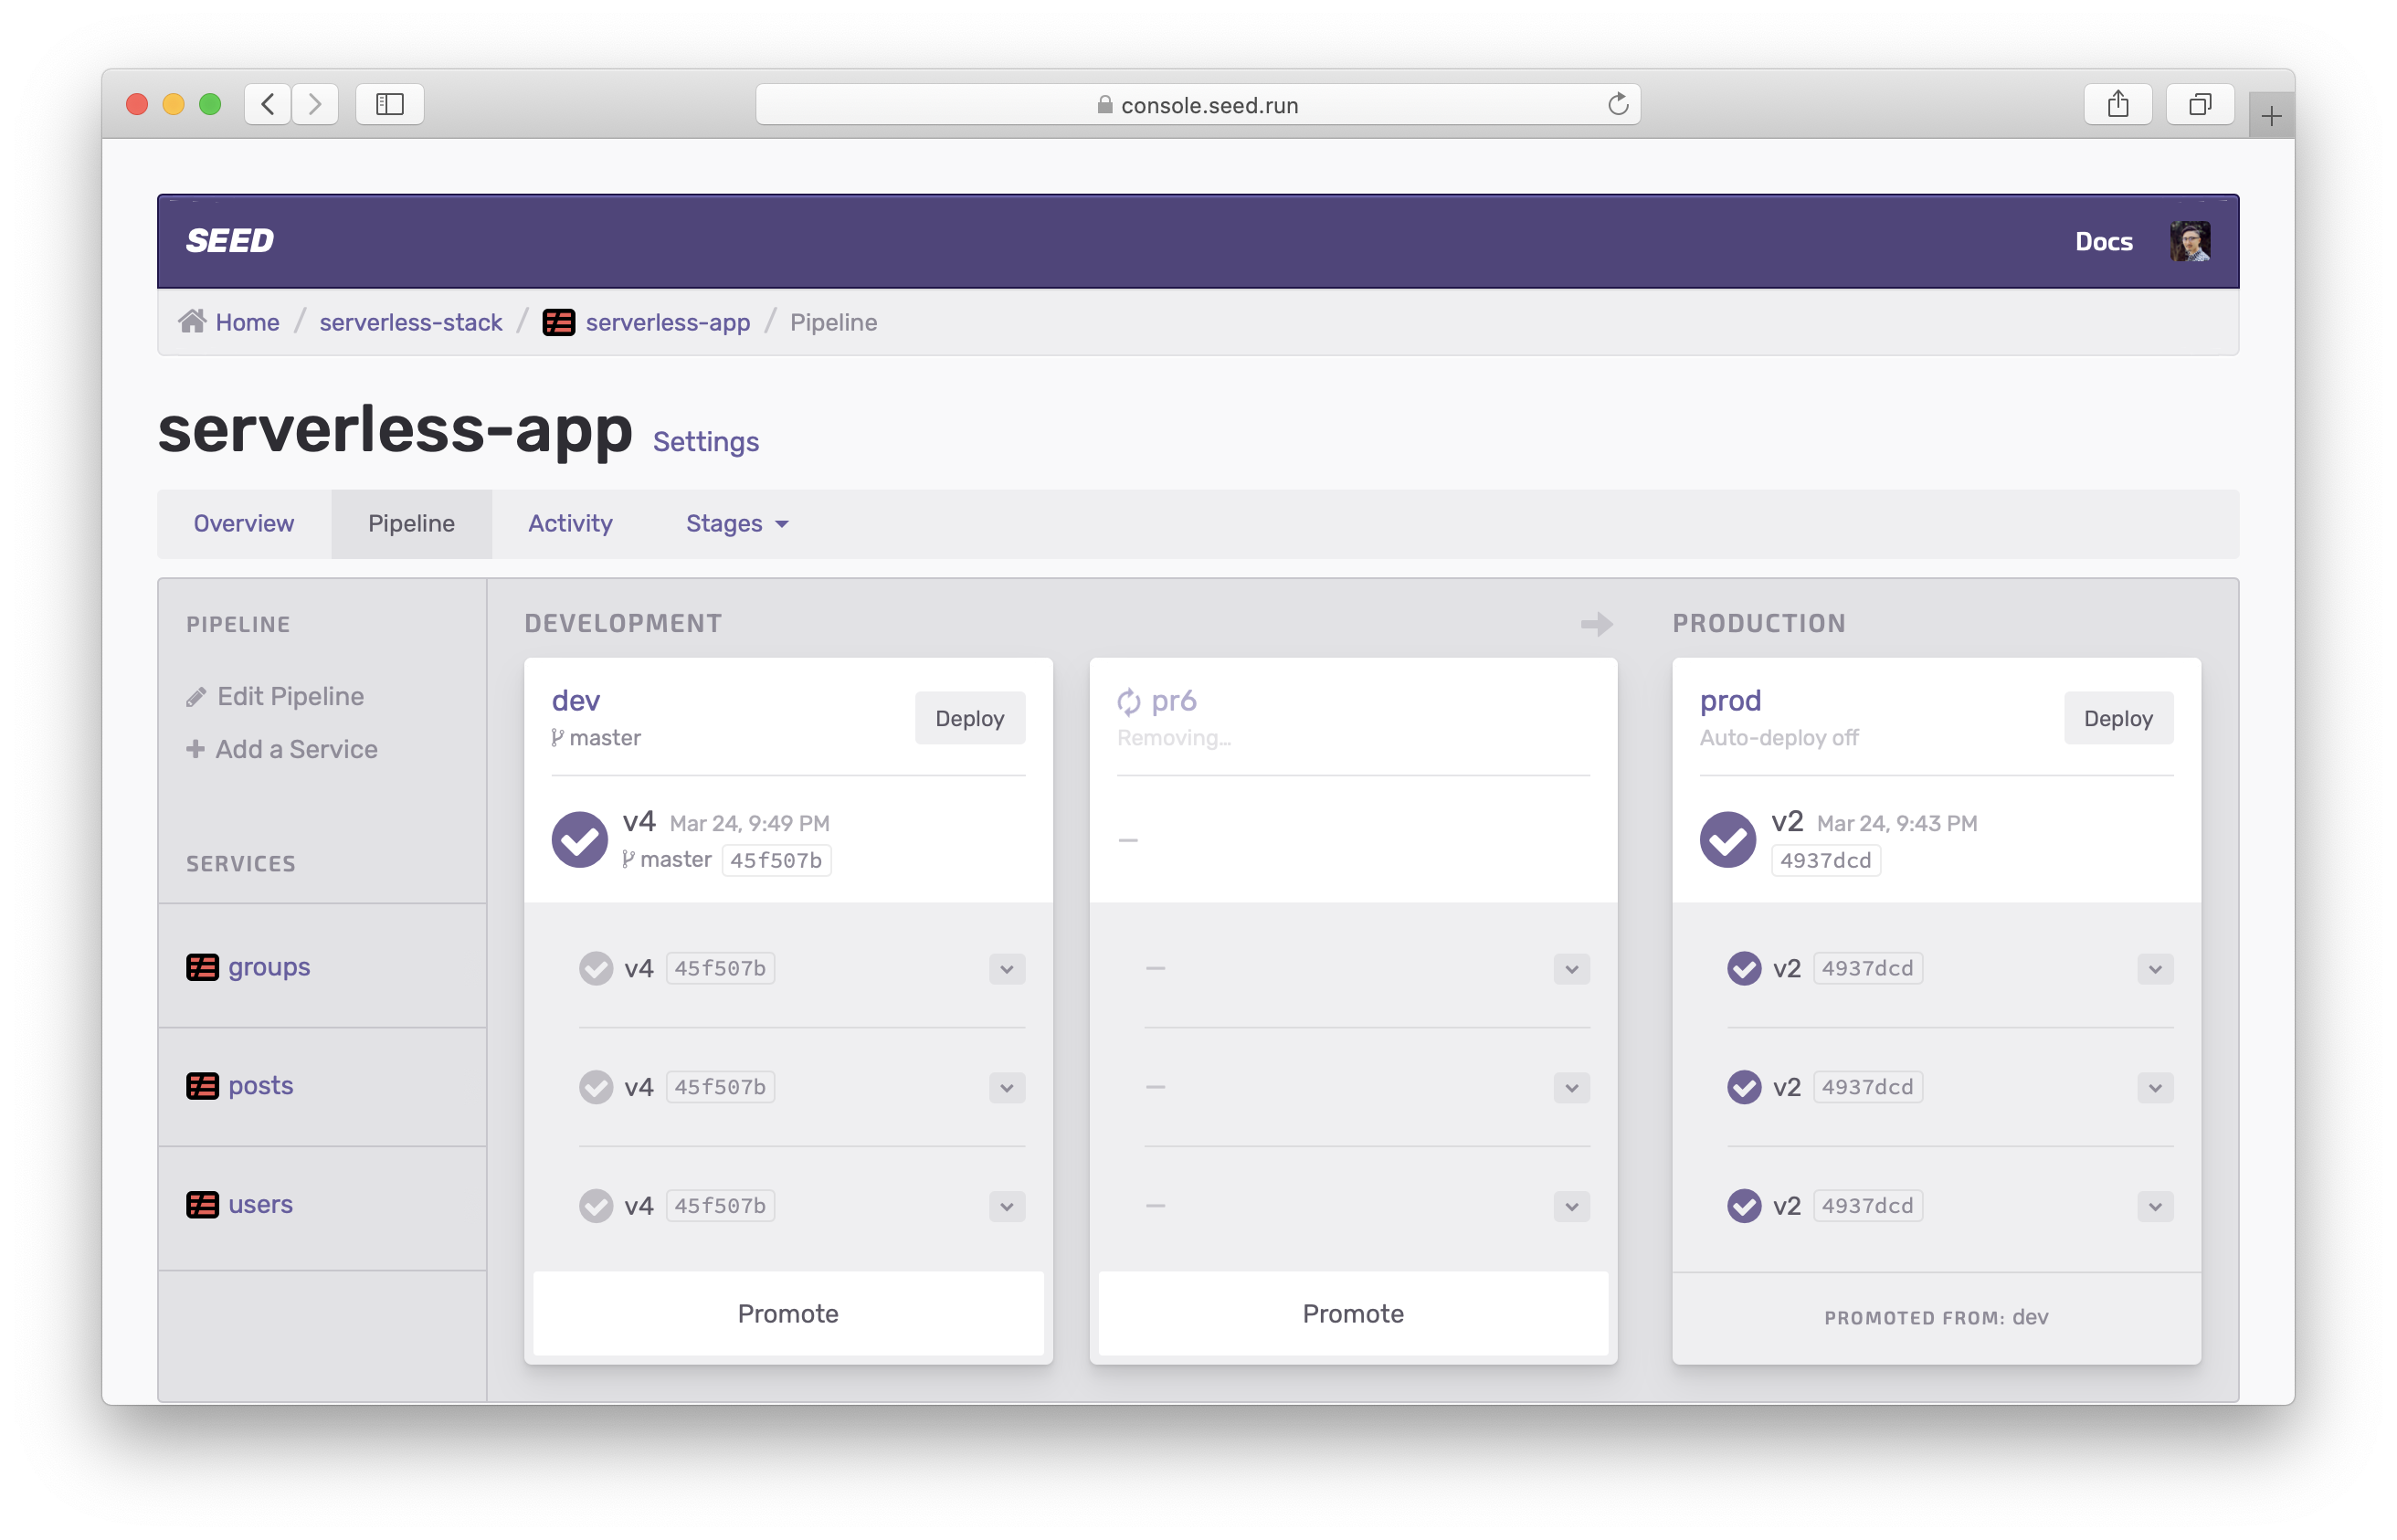 console.seed.run
SEED
Docs
Home / serverless-stack / serverless-app / Pipeline
serverless-app Settings
Overview Pipeline Activity Stages
PIPELINE
Edit Pipeline
Add a Service
SERVICES
groups
posts
users
DEVELOPMENT
dev
master
Deploy
v4 Mar 24, 9:49 PM
master 45f507b
v4 45f507b
v4 45f507b
v4 45f507b
Promote
pr6
Removing...
–
–
–
–
Promote
PRODUCTION
prod
Auto-deploy off
Deploy
v2 Mar 24, 9:43 PM
4937dcd
v2 4937dcd
v2 4937dcd
v2 4937dcd
PROMOTED FROM: dev